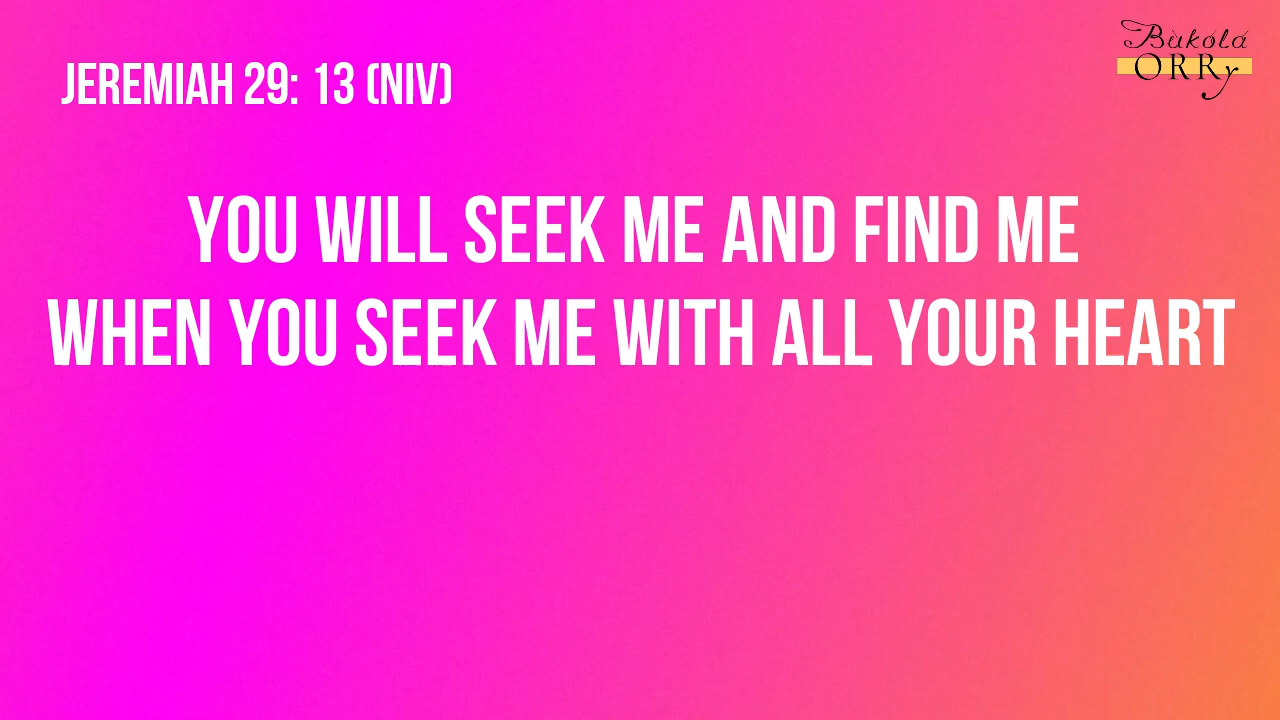 Bùkólá
ORRy
JEREMIAH 29: 13 (NIV)
YOU WILL SEEK ME AND FIND ME
WHEN YOU SEEK ME WITH ALL YOUR HEART